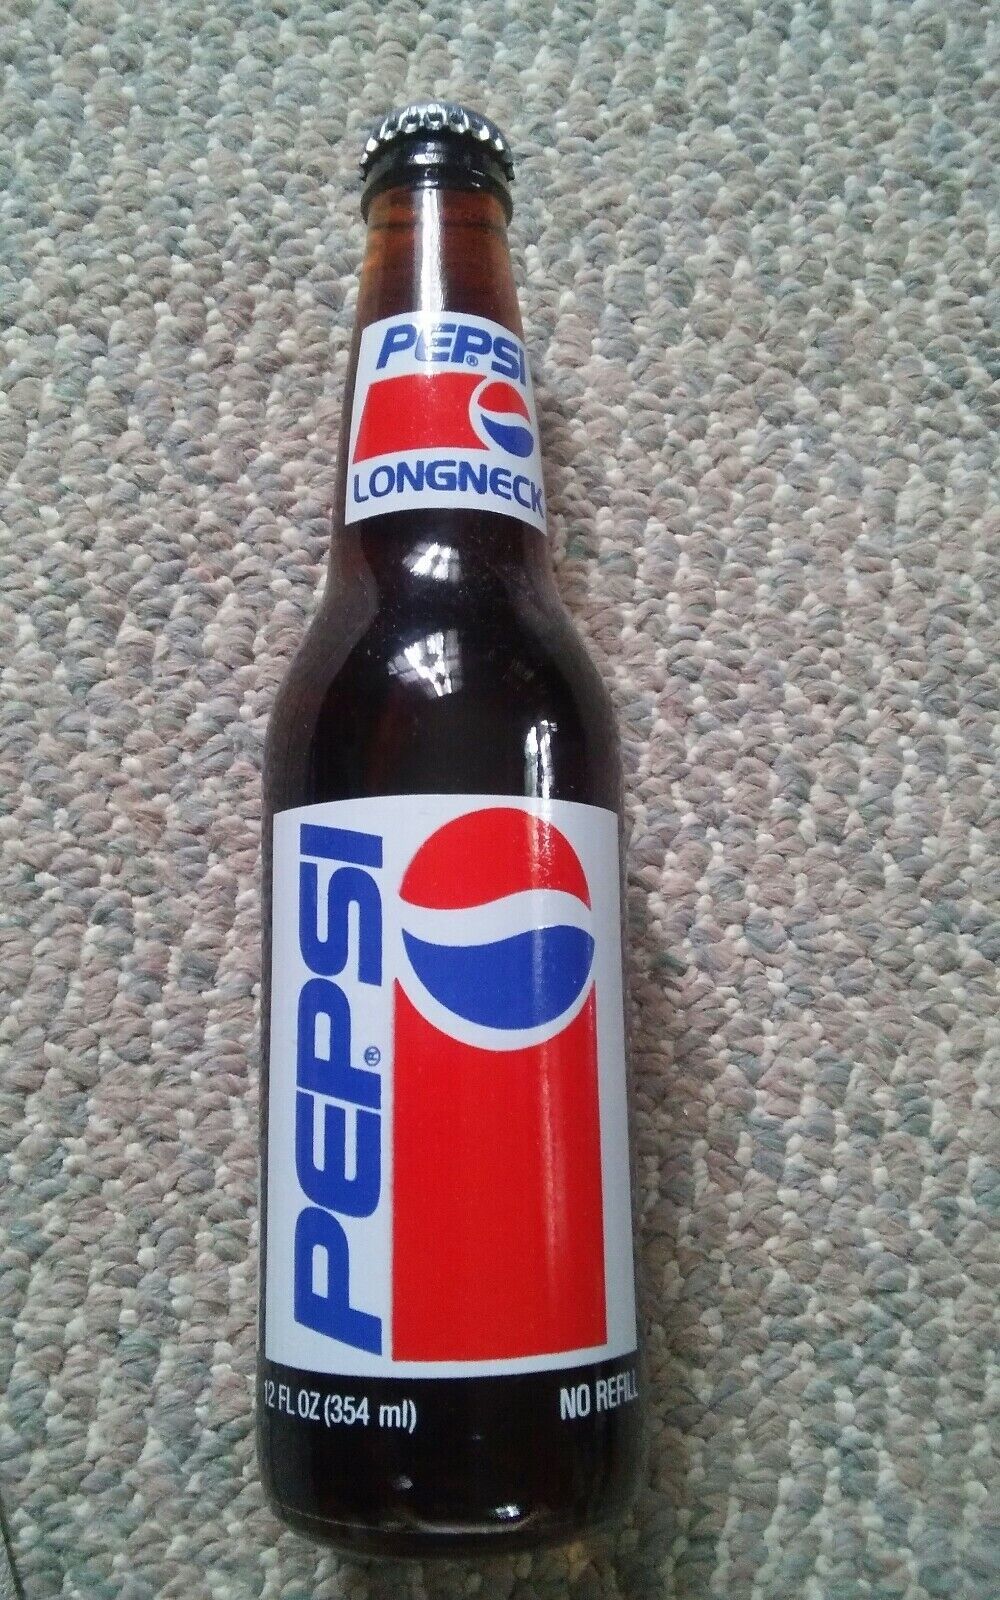 PEPSI®
LONGNECK
PEPSI®
12 FL OZ (354 ml)
NO REFILL